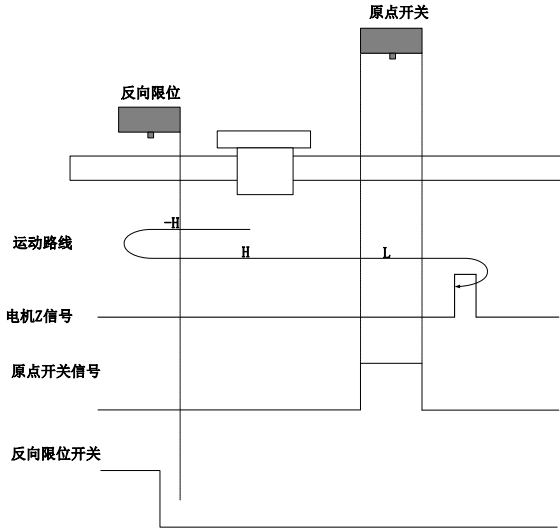 原点开关
反向限位
-H
运动路线
H
L
电机Z信号
原点开关信号
反向限位开关